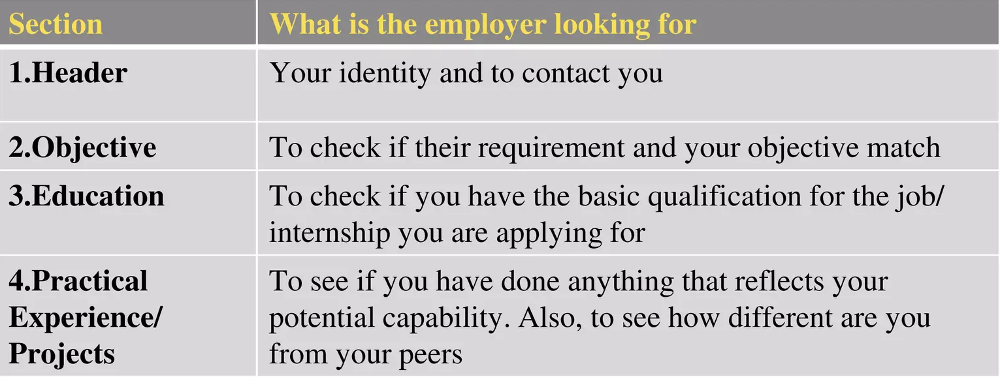 Section
What is the employer looking for
1.Header
Your identity and to contact you
2.Objective
To check if their requirement and your objective match
3.Education
To check if you have the basic qualification for the job/
internship you are applying for
4.Practical
Experience/
Projects
To see if you have done anything that reflects your
potential capability. Also, to see how different are you
from your peers